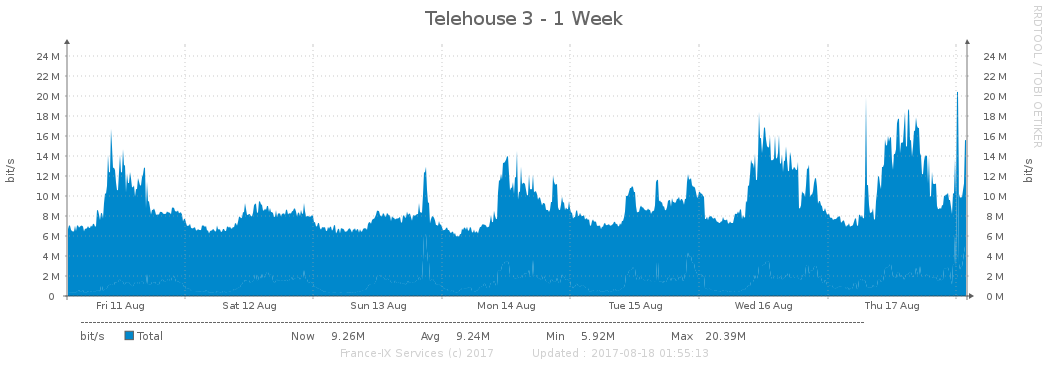 Telehouse 3 - 1 Week
RRDTOOL / TOBI OETIKER
bit/s
24 M 24 M
22 M 22 M
20 M 20 M
18 M 18 M
16 M 16 M
14 M 14 M
12 M 12 M
10 M 10 M
8 M 8 M
6 M 6 M
4 M 4 M
2 M 2 M
0 0 M
bit/s
Fri 11 Aug Sat 12 Aug Sun 13 Aug Mon 14 Aug Tue 15 Aug Wed 16 Aug Thu 17 Aug
bit/s Total Now 9.26M Avg 9.24M Min 5.92M Max 20.39M
France-IX Services (c) 2017 Updated : 2017-08-18 01:55:13